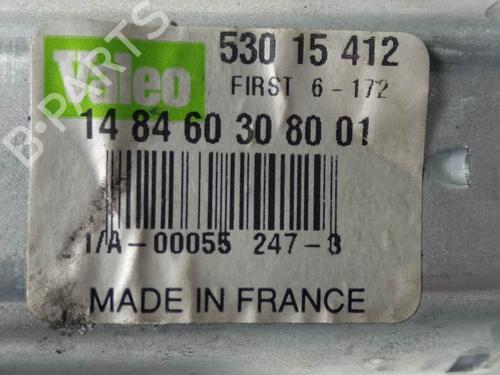 Valeo
530 15 412
FIRST 6 - 172
14 84 60 30 80 01
1/A-00055 247-3
MADE IN FRANCE
B-PARTS